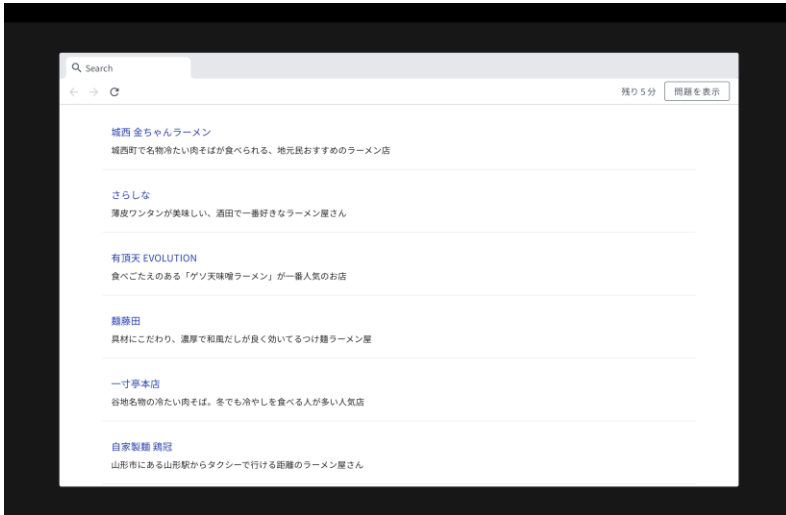 Search
残り5分 問題を表示
城西 金ちゃんラーメン
城西町で名物冷たい肉そばが食べられる、地元民おすすめのラーメン店
さらしな
薄皮ワンタンが美味しい、酒田で一番好きなラーメン屋さん
有頂天 EVOLUTION
食べごたえのある「ゲソ天味噌ラーメン」が一番人気のお店
麵藤田
具材にこだわり、濃厚で和風だしが良く効いてるつけ麺ラーメン屋
一寸亭本店
谷地名物の冷たい肉そば。冬でも冷やしを食べる人が多い人気店
自家製麺 鶏冠
山形市にある山形駅からタクシーで行ける距離のラーメン屋さん